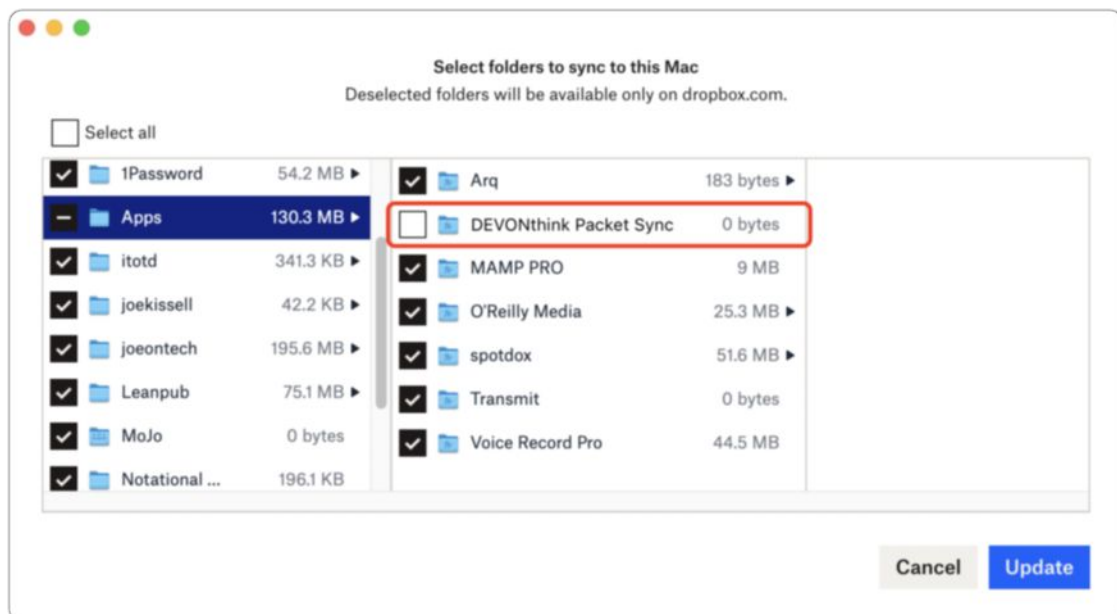 Select folders to sync to this Mac
Deselected folders will be available only on dropbox.com.
Select all
1Password 54.2 MB
Apps 130.3 MB
itotd 341.3 KB
joekissell 42.2 KB
joeontech 195.6 MB
Leanpub 75.1 MB
MoJo 0 bytes
Notational ... 196.1 KB
Arq 183 bytes
DEVONthink Packet Sync 0 bytes
MAMP PRO 9 MB
O'Reilly Media 25.3 MB
spotdox 51.6 MB
Transmit 0 bytes
Voice Record Pro 44.5 MB
Cancel Update